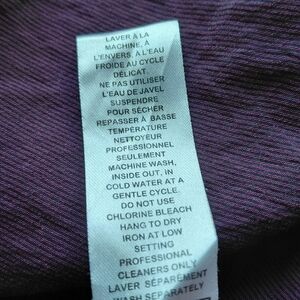 LAVER À LA
MACHINE, À
L'ENVERS, À L'EAU
FROIDE AU CYCLE
DÉLICAT.
NE PAS UTILISER
L'EAU DE JAVEL
SUSPENDRE
POUR SÉCHER
REPASSER À BASSE
TEMPÉRATURE
NETTOYEUR
PROFESSIONNEL
SEULEMENT
MACHINE WASH,
INSIDE OUT, IN
COLD WATER AT A
GENTLE CYCLE.
DO NOT USE
CHLORINE BLEACH
HANG TO DRY
IRON AT LOW
SETTING
PROFESSIONAL
CLEANERS ONLY
LAVER SÉPARÉMENT
WASH SEPARATELY